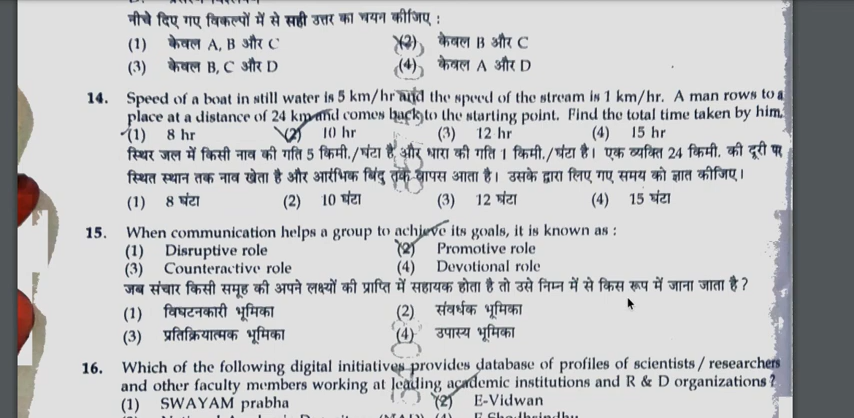 नीचे दिए गए विकल्पों में से सही उत्तर का चयन कीजिए :
(1) केवल A, B और C (2) केवल B और C
(3) केवल B, C और D (4) केवल A और D
14. Speed of a boat in still water is 5 km/hr and the speed of the stream is 1 km/hr. A man rows to a
place at a distance of 24 km and comes back to the starting point. Find the total time taken by him.
(1) 8 hr (2) 10 hr (3) 12 hr (4) 15 hr
स्थिर जल में किसी नाव की गति 5 किमी./घंटा है और धारा की गति 1 किमी./घंटा है। एक व्यक्ति 24 किमी. की दूरी पर
स्थित स्थान तक नाव खेता है और आरंभिक बिंदु तक वापस आता है। उसके द्वारा लिए गए समय को ज्ञात कीजिए।
(1) 8 घंटा (2) 10 घंटा (3) 12 घंटा (4) 15 घंटा
15. When communication helps a group to achieve its goals, it is known as :
(1) Disruptive role (2) Promotive role
(3) Counteractive role (4) Devotional role
जब संचार किसी समूह की अपने लक्ष्यों की प्राप्ति में सहायक होता है तो उसे निम्न में से किस रूप में जाना जाता है ?
(1) विघटनकारी भूमिका (2) संवर्धक भूमिका
(3) प्रतिक्रियात्मक भूमिका (4) उपास्य भूमिका
16. Which of the following digital initiatives provides database of profiles of scientists / researchers
and other faculty members working at leading academic institutions and R & D organizations ?
(1) SWAYAM prabha (2) E-Vidwan